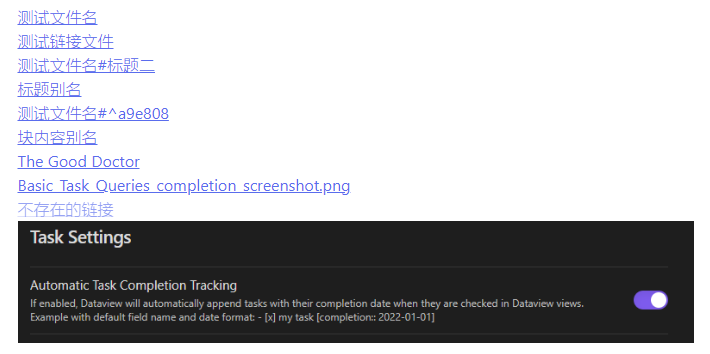 测试文件名
测试链接文件
测试文件名#标题二
标题别名
测试文件名#^a9e808
块内容别名
The Good Doctor
Basic_Task_Queries_completion_screenshot.png
不存在的链接
Task Settings
Automatic Task Completion Tracking
If enabled, Dataview will automatically append tasks with their completion date when they are checked in Dataview views.
Example with default field name and date format: - [x] my task [completion:: 2022-01-01]